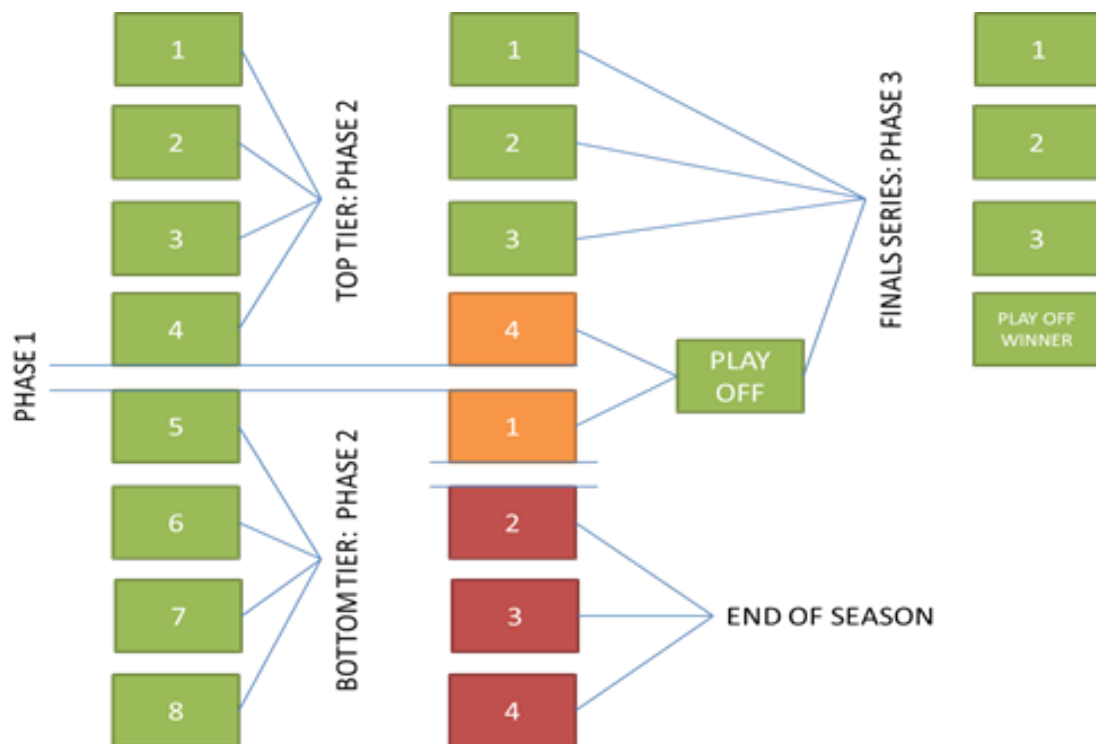 PHASE 1
1
2
3
4
5
6
7
8
TOP TIER: PHASE 2
BOTTOM TIER: PHASE 2
1
2
3
4
1
2
3
4
PLAY
OFF
END OF SEASON
FINALS SERIES: PHASE 3
1
2
3
PLAY OFF
WINNER